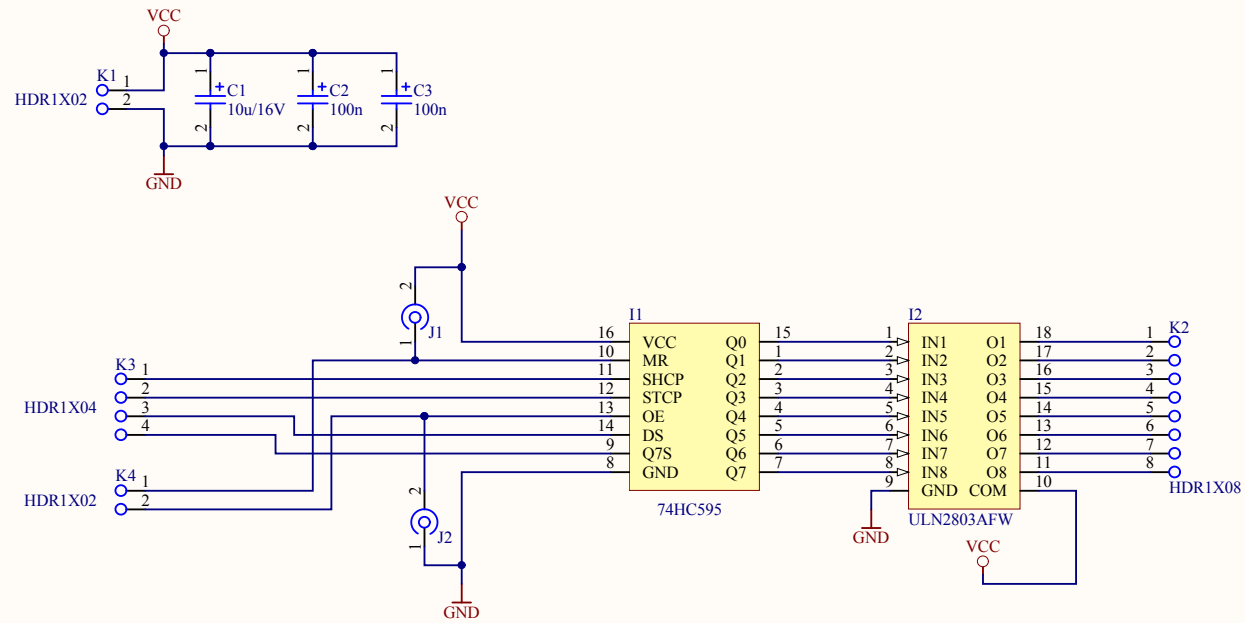 VCC
K1
1
2
HDR1X02
1
C1
10u/16V
2
1
C2
100n
2
1
C3
100n
2
GND
VCC
2
J1
1
K3
1
2
3
4
HDR1X04
K4
1
2
HDR1X02
2
J2
1
GND
I1
16 VCC Q0 15
10 MR Q1 1
11 SHCP Q2 2
12 STCP Q3 3
13 OE Q4 4
14 DS Q5 5
9 Q7S Q6 6
8 GND Q7 7
74HC595
I2
1 IN1 O1 18
2 IN2 O2 17
3 IN3 O3 16
4 IN4 O4 15
5 IN5 O5 14
6 IN6 O6 13
7 IN7 O7 12
8 IN8 O8 11
9 GND COM 10
ULN2803AFW
GND
VCC
K2
1
2
3
4
5
6
7
8
HDR1X08